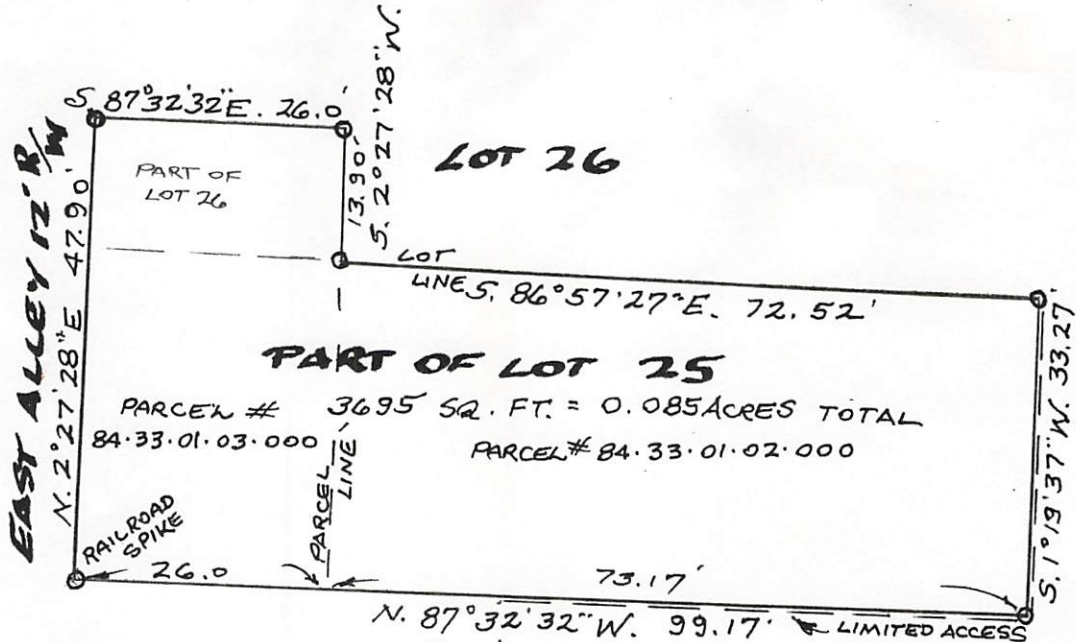 S. 87°32'32"E. 26.0'
13.90'
S. 2°27'28"W.
LOT 26
PART OF
LOT 26
EAST ALLEY 12' R/W
N. 2°27'28"E 47.90'
LOT
LINE S. 86°57'27"E. 72.52'
S. 1°19'37"W. 33.27'
PART OF LOT 25
3695 SQ. FT. = 0.085 ACRES TOTAL
PARCEL #
84.33.01.03.000
PARCEL# 84.33.01.02.000
PARCEL
LINE
RAILROAD
SPIKE
26.0
73.17'
N. 87°32'32"W. 99.17'
LIMITED ACCESS